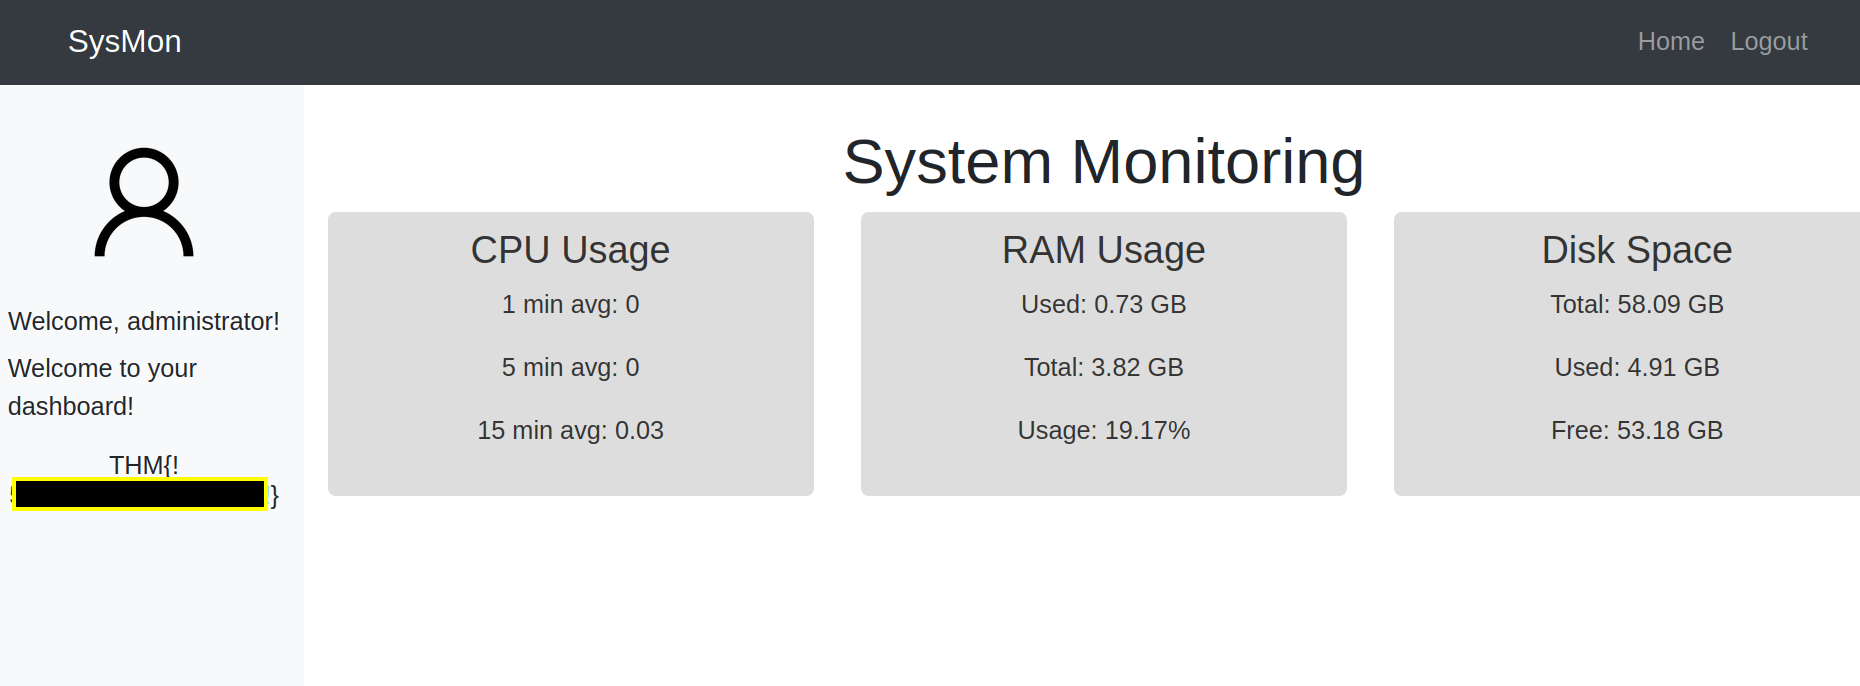 SysMon
Home
Logout
Welcome, administrator!
Welcome to your
dashboard!
THM{!
}
System Monitoring
CPU Usage
1 min avg: 0
5 min avg: 0
15 min avg: 0.03
RAM Usage
Used: 0.73 GB
Total: 3.82 GB
Usage: 19.17%
Disk Space
Total: 58.09 GB
Used: 4.91 GB
Free: 53.18 GB